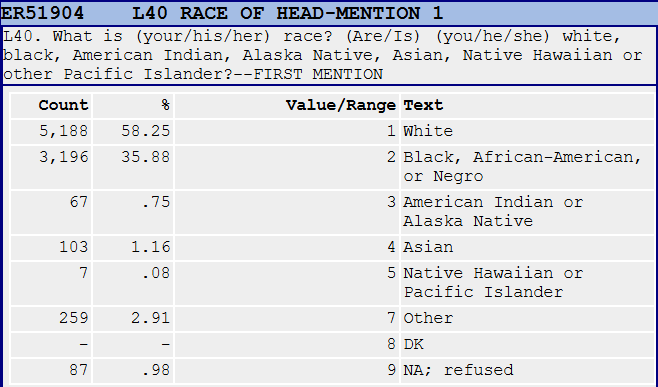 ER51904 L40 RACE OF HEAD-MENTION 1
L40. What is (your/his/her) race? (Are/Is) (you/he/she) white,
black, American Indian, Alaska Native, Asian, Native Hawaiian or
other Pacific Islander?--FIRST MENTION
Count % Value/Range Text
5,188 58.25 1 White
3,196 35.88 2 Black, African-American,
or Negro
67 .75 3 American Indian or
Alaska Native
103 1.16 4 Asian
7 .08 5 Native Hawaiian or
Pacific Islander
259 2.91 7 Other
- - 8 DK
87 .98 9 NA; refused